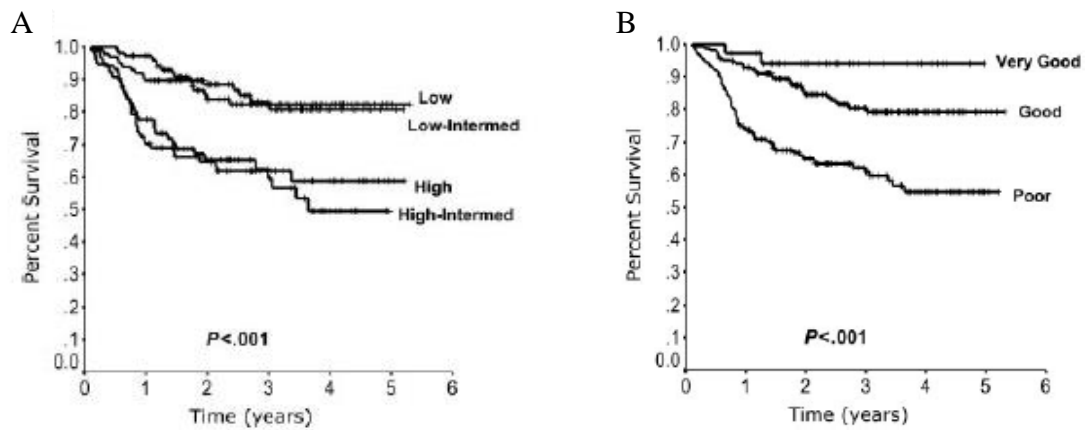 A
Percent Survival
1.0
.9
.8
.7
.6
.5
.4
.3
.2
.1
0.0
Low
Low-Intermed
High
High-Intermed
P<.001
0 1 2 3 4 5 6
Time (years)
B
Percent Survival
1.0
.9
.8
.7
.6
.5
.4
.3
.2
.1
0.0
Very Good
Good
Poor
P<.001
0 1 2 3 4 5 6
Time (years)